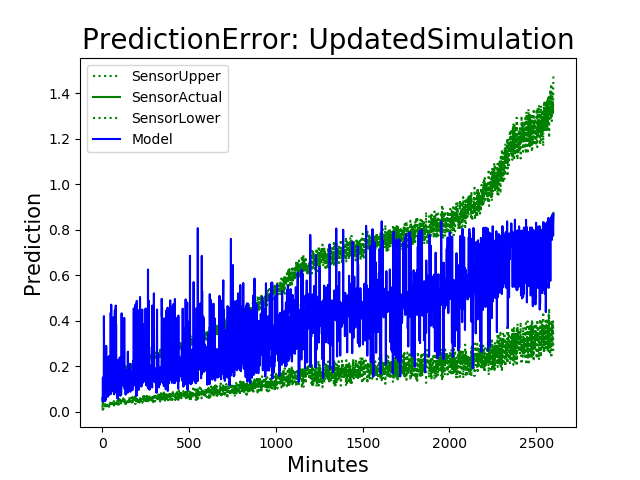 PredictionError: UpdatedSimulation
SensorUpper
SensorActual
SensorLower
Model
Prediction
1.4
1.2
1.0
0.8
0.6
0.4
0.2
0.0
0 500 1000 1500 2000 2500
Minutes